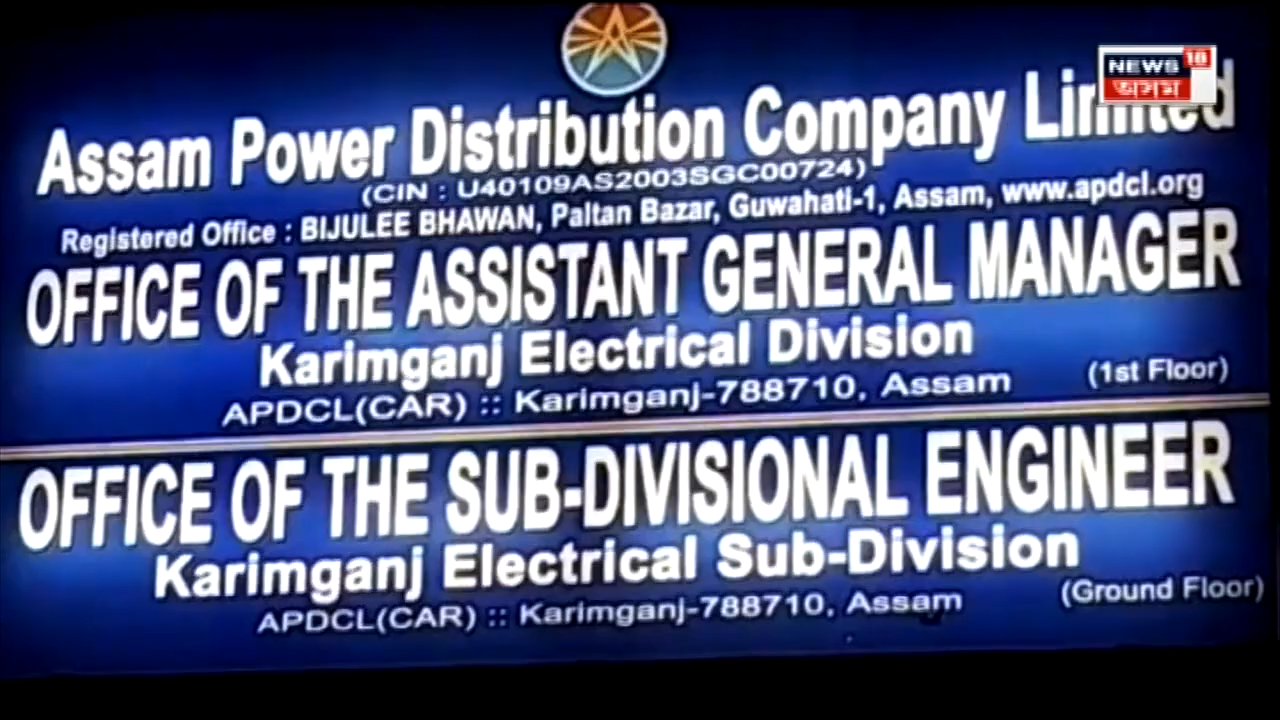 NEWS 18
অসম
Assam Power Distribution Company Limited
(CIN : U40109AS2003SGC00724)
Registered Office : BIJULEE BHAWAN, Paltan Bazar, Guwahati-1, Assam, www.apdcl.org
OFFICE OF THE ASSISTANT GENERAL MANAGER
Karimganj Electrical Division
APDCL(CAR) :: Karimganj-788710, Assam (1st Floor)
OFFICE OF THE SUB-DIVISIONAL ENGINEER
Karimganj Electrical Sub-Division
APDCL(CAR) :: Karimganj-788710, Assam (Ground Floor)